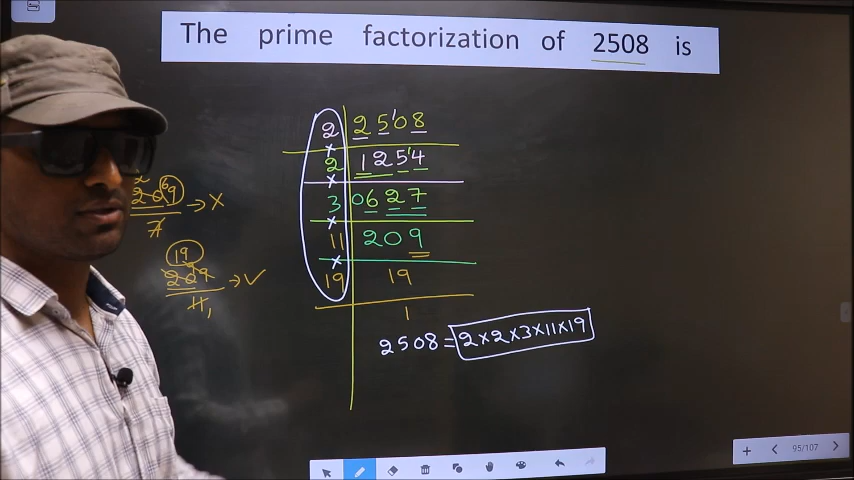 The prime factorization of 2508 is
2 2508
2 1254
3 0627
11 209
19 19
1
2508 = 2×2×3×11×19
209
7 → X
19
209
11 → ✓
95/107